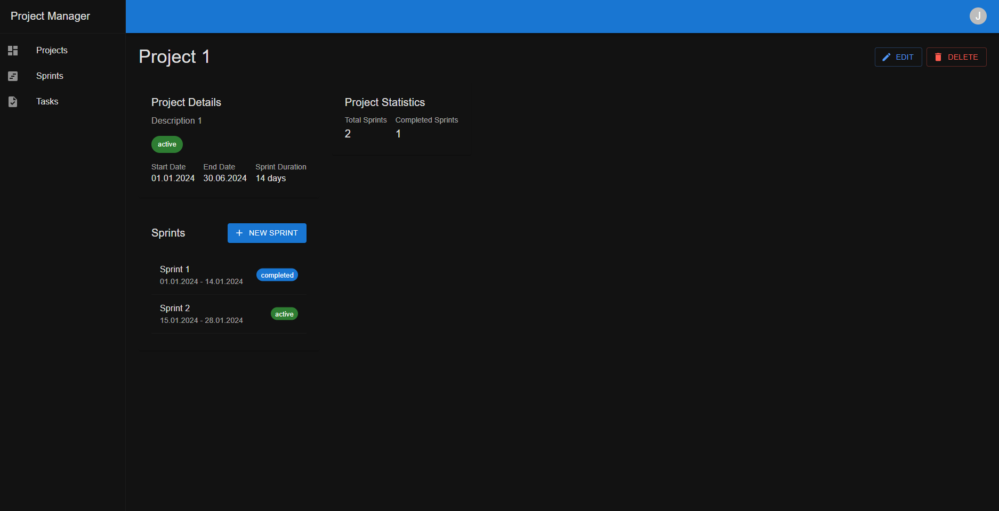 Project Manager
J
Projects
Sprints
Tasks
Project 1
EDIT
DELETE
Project Details
Description 1
active
Start Date End Date Sprint Duration
01.01.2024 30.06.2024 14 days
Project Statistics
Total Sprints Completed Sprints
2 1
Sprints
NEW SPRINT
Sprint 1
01.01.2024 - 14.01.2024
completed
Sprint 2
15.01.2024 - 28.01.2024
active